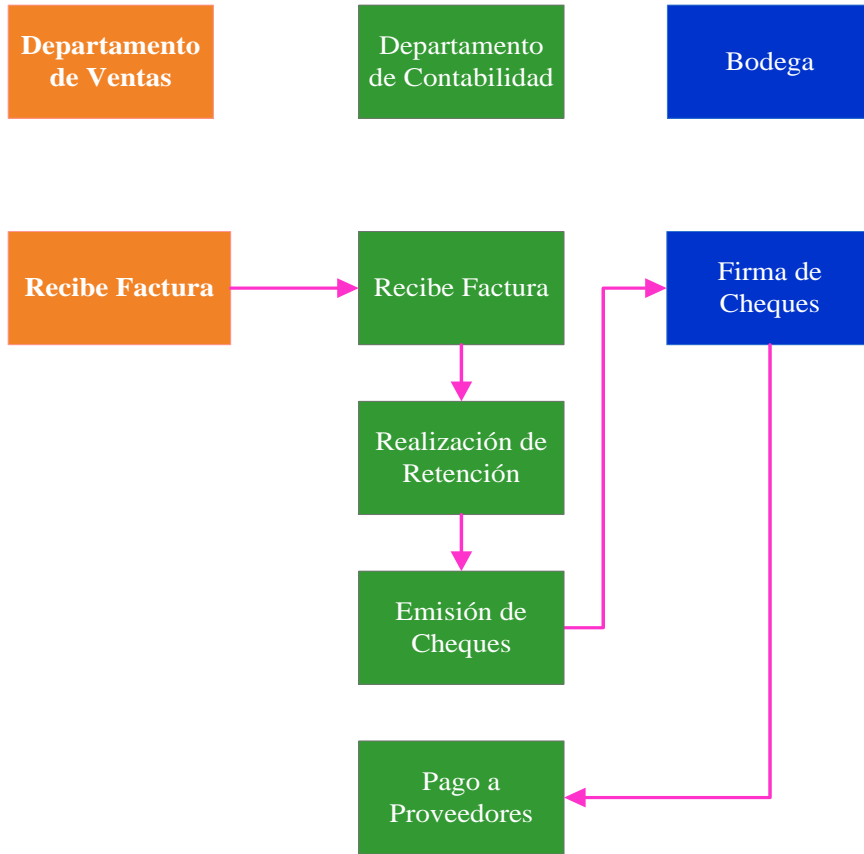 Departamento
de Ventas
Departamento
de Contabilidad
Bodega
Recibe Factura
Recibe Factura
Firma de
Cheques
Realización de
Retención
Emisión de
Cheques
Pago a
Proveedores